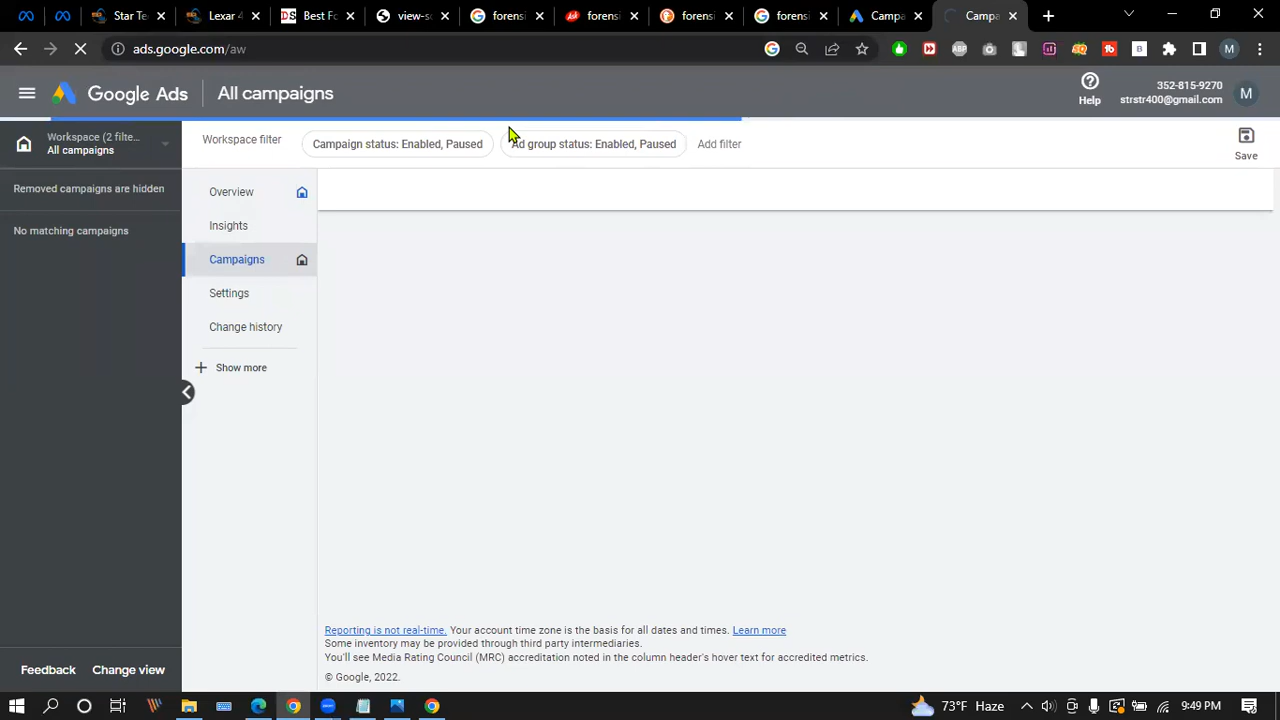 Star Te
Lexar 4
Best Fo
view-so
forensi
forensi
forensi
forensi
Campa
Campa
ads.google.com/aw
Google Ads
All campaigns
Help
352-815-9270
strstr400@gmail.com
M
Workspace (2 filte...
All campaigns
Workspace filter
Campaign status: Enabled, Paused
Ad group status: Enabled, Paused
Add filter
Save
Removed campaigns are hidden
No matching campaigns
Overview
Insights
Campaigns
Settings
Change history
Show more
Reporting is not real-time. Your account time zone is the basis for all dates and times. Learn more
Some inventory may be provided through third party intermediaries.
You'll see Media Rating Council (MRC) accreditation noted in the column header's hover text for accredited metrics.
© Google, 2022.
Feedback
Change view
73°F Haze
9:49 PM